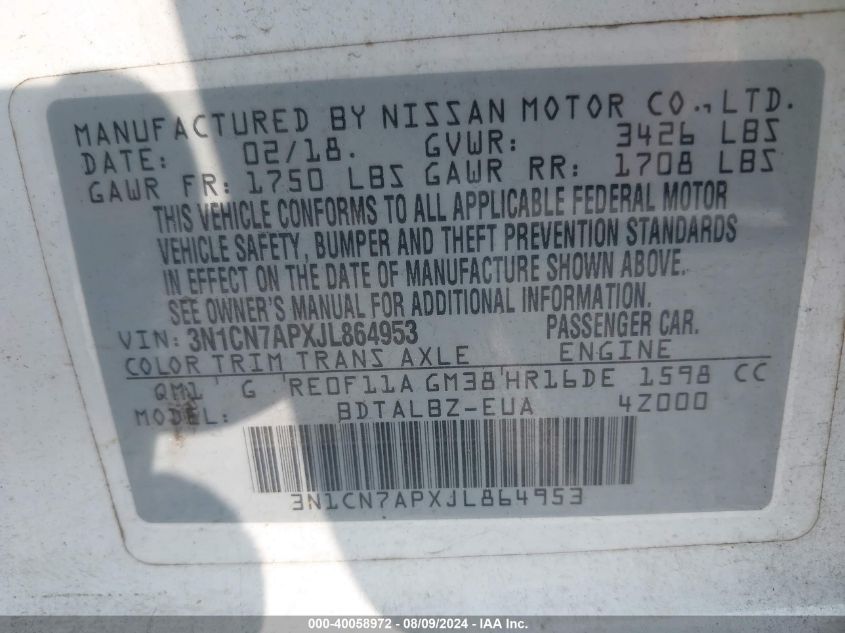 MANUFACTURED BY NISSAN MOTOR CO., LTD.
DATE: 02/18. GVWR: 3426 LBS
GAWR FR: 1750 LBS GAWR RR: 1708 LBS
THIS VEHICLE CONFORMS TO ALL APPLICABLE FEDERAL MOTOR
VEHICLE SAFETY, BUMPER AND THEFT PREVENTION STANDARDS
IN EFFECT ON THE DATE OF MANUFACTURE SHOWN ABOVE.
SEE OWNER'S MANUAL FOR ADDITIONAL INFORMATION.
VIN: 3N1CN7APXJL864953 PASSENGER CAR.
COLOR TRIM TRANS AXLE ENGINE
QM1 G RE0F11A GM38 HR16DE 1598 CC
MODEL: BDTALBZ-EUA 4Z000
3N1CN7APXJL864953
000-40058972 - 08/09/2024 - IAA Inc.